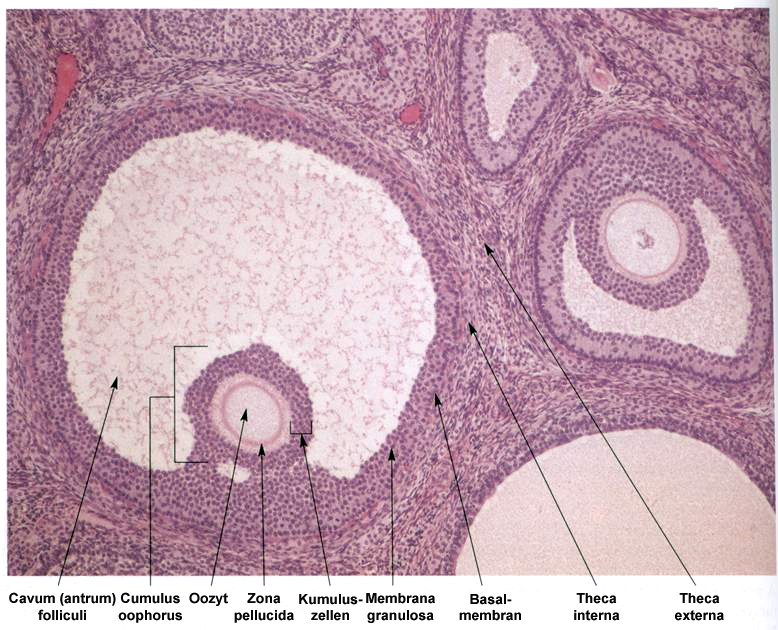 Cavum (antrum) Cumulus Oozyt Zona Kumulus- Membrana Basal- Theca Theca
folliculi oophorus pellucida zellen granulosa membran interna externa